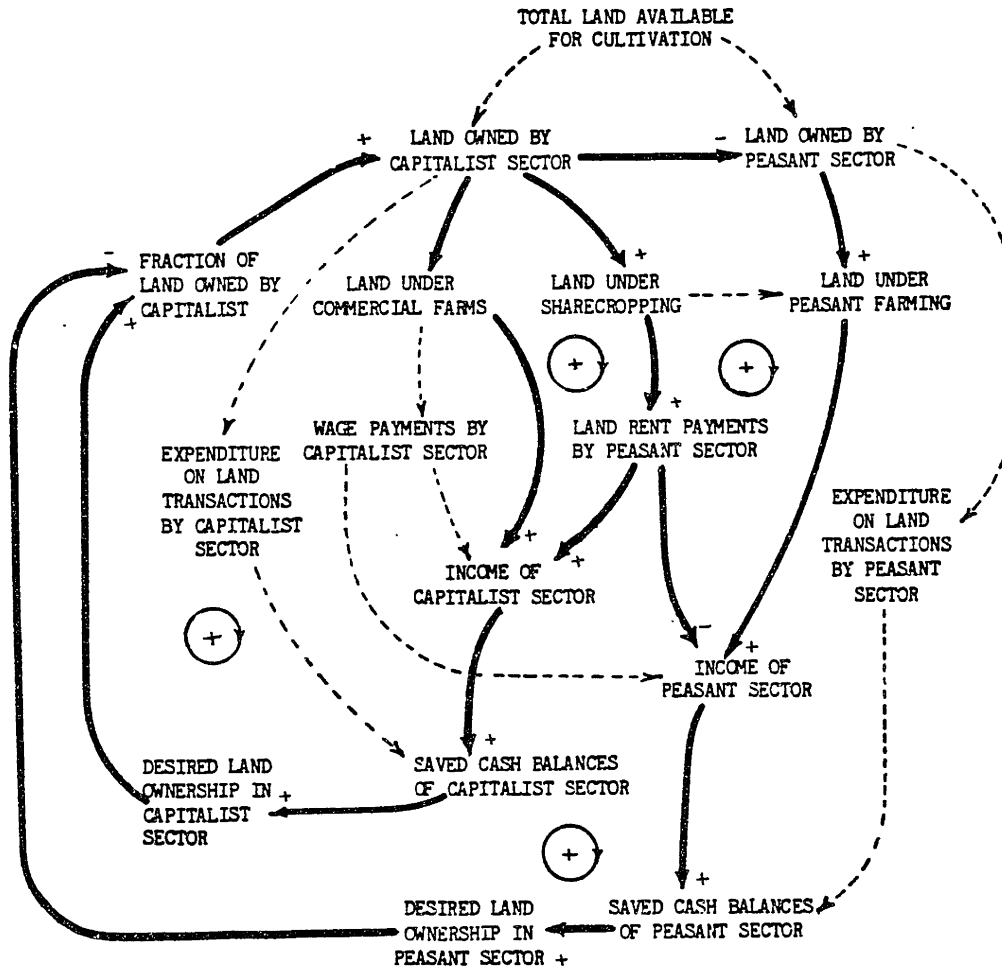 TOTAL LAND AVAILABLE
FOR CULTIVATION
+
LAND OWNED BY
CAPITALIST SECTOR
-
LAND OWNED BY
PEASANT SECTOR
-
FRACTION OF
LAND OWNED BY
CAPITALIST
+
LAND UNDER
COMMERCIAL FARMS
+
LAND UNDER
SHARECROPPING
+
LAND UNDER
PEASANT FARMING
+
+
WAGE PAYMENTS BY
CAPITALIST SECTOR
+
LAND RENT PAYMENTS
BY PEASANT SECTOR
EXPENDITURE
ON LAND
TRANSACTIONS
BY CAPITALIST
SECTOR
EXPENDITURE
ON LAND
TRANSACTIONS
BY PEASANT
SECTOR
+
+
INCOME OF
CAPITALIST SECTOR
+
-
+
INCOME OF
PEASANT SECTOR
+
SAVED CASH BALANCES
OF CAPITALIST SECTOR
DESIRED LAND
OWNERSHIP IN +
CAPITALIST
SECTOR
+
+
SAVED CASH BALANCES
OF PEASANT SECTOR
DESIRED LAND
OWNERSHIP IN
PEASANT SECTOR +